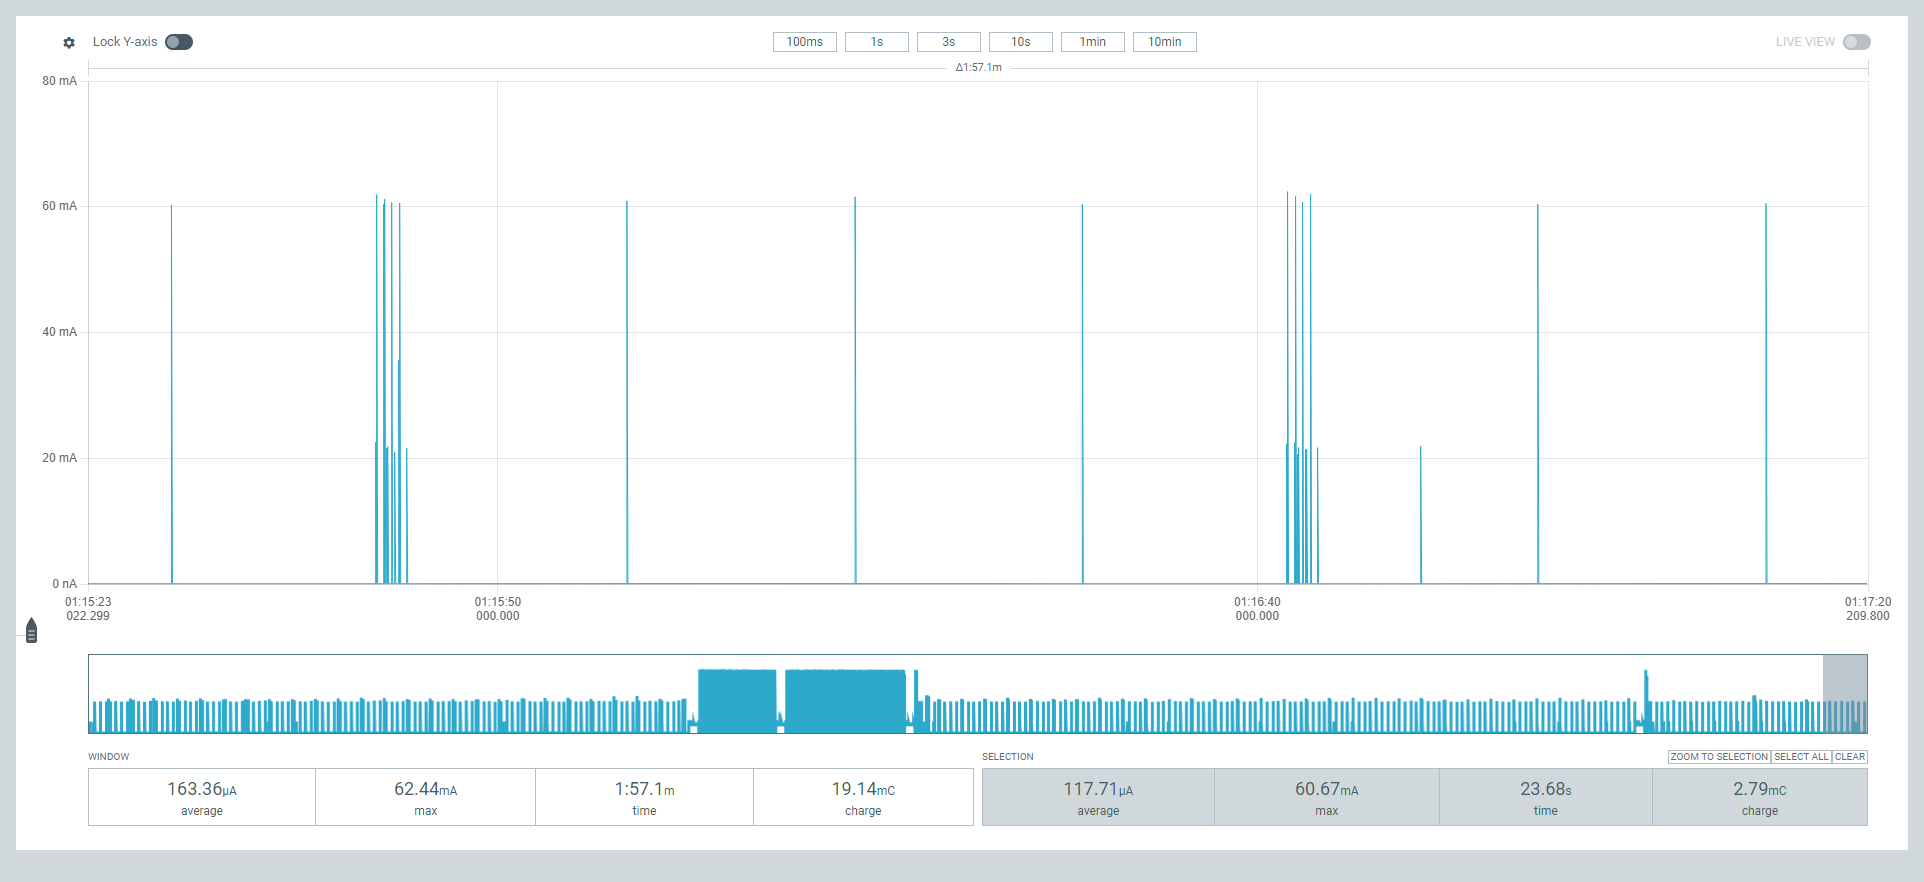 Lock Y-axis
100ms 1s 3s 10s 1min 10min
LIVE VIEW
Δ1:57.1m
80 mA
60 mA
40 mA
20 mA
0 nA
01:15:23 01:15:50 01:16:40 01:17:20
022.299 000.000 000.000 209.800
WINDOW
163.36μA 62.44mA 1:57.1m 19.14mC
average max time charge
SELECTION
ZOOM TO SELECTION SELECT ALL CLEAR
117.71μA 60.67mA 23.68s 2.79mC
average max time charge